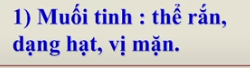 1) Muối tinh : thể rắn,
dạng hạt, vị mặn.